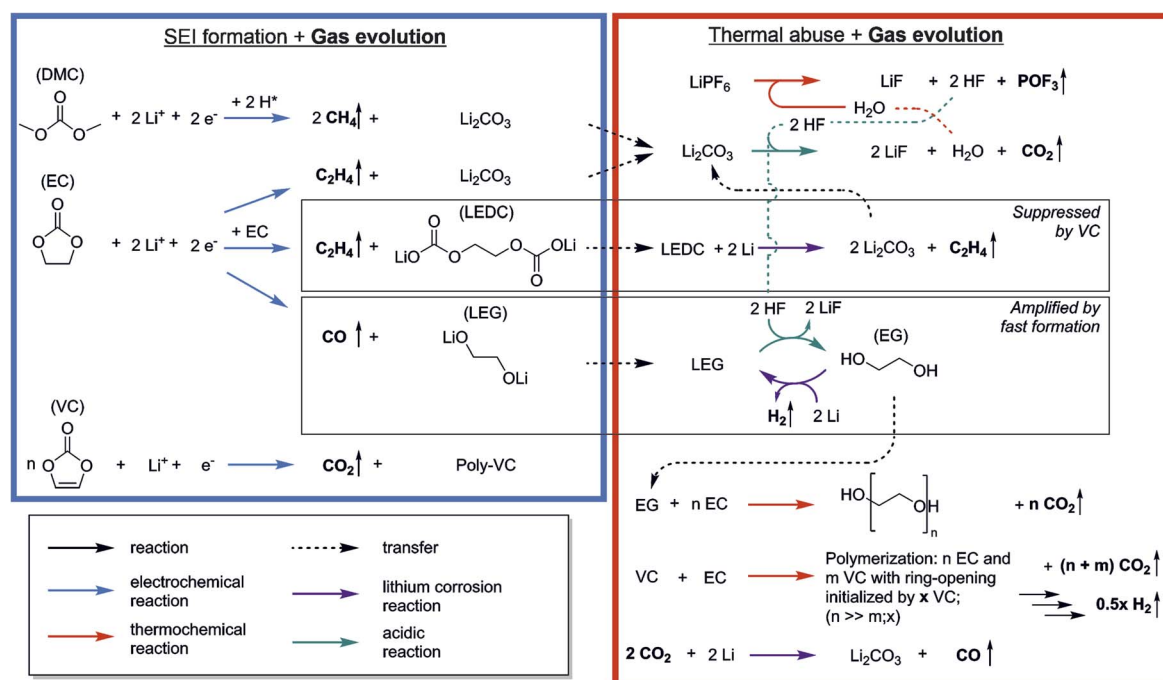 SEI formation + Gas evolution
(DMC)
O
O O
+ 2 Li⁺ + 2 e⁻
+ 2 H*
2 CH₄ + Li₂CO₃
C₂H₄ + Li₂CO₃
(EC)
O
O O
+ 2 Li⁺ + 2 e⁻
+ EC
C₂H₄ +
(LEDC)
O
LiO O
O OLi
O
CO +
(LEG)
LiO
OLi
(VC)
O
n O O
+ Li⁺ + e⁻
CO₂ + Poly-VC
Thermal abuse + Gas evolution
LiPF6
LiF + 2 HF + POF₃
H₂O
2 HF
Li₂CO₃
2 LiF + H₂O + CO₂
Suppressed
by VC
LEDC + 2 Li
2 Li₂CO₃ + C₂H₄
Amplified by
fast formation
2 HF 2 LiF
(EG)
LEG
HO
OH
H₂ 2 Li
EG + n EC
HO
OH
n
+ n CO₂
VC + EC
Polymerization: n EC and
m VC with ring-opening
initialized by x VC;
(n >> m;x)
+ (n + m) CO₂
0.5x H₂
2 CO₂ + 2 Li
Li₂CO₃ + CO
reaction
transfer
electrochemical
reaction
lithium corrosion
reaction
thermochemical
reaction
acidic
reaction